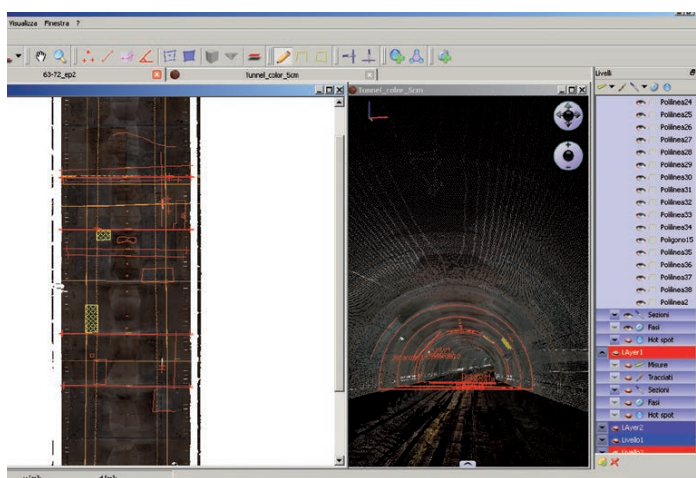 Visualizza Finestra ?
63-72_ep2
Tunnel_color_5cm
Tunnel_color_5cm
Livelli
Polilinea24
Polilinea25
Polilinea26
Polilinea27
Polilinea28
Polilinea29
Polilinea30
Polilinea31
Polilinea32
Polilinea33
Polilinea34
Poligono15
Polilinea35
Polilinea36
Polilinea37
Polilinea38
Polilinea2
Sezioni
Fasi
Hot spot
LAyer1
Misure
Tracciati
Sezioni
Fasi
Hot spot
LAyer2
Livello1